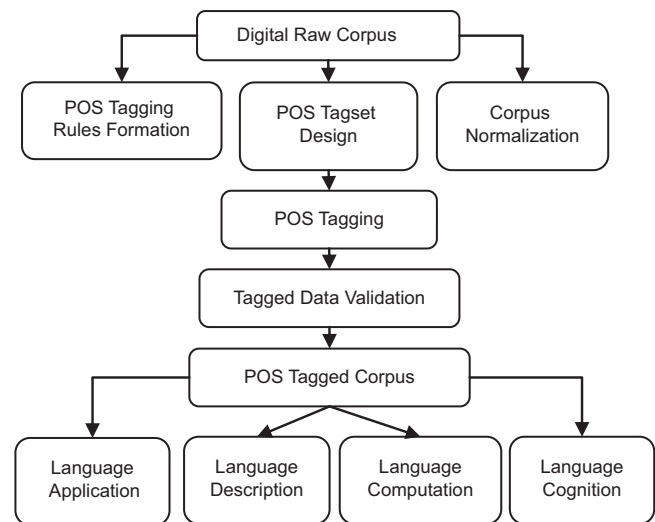 Digital Raw Corpus
POS Tagging
Rules Formation
POS Tagset
Design
Corpus
Normalization
POS Tagging
Tagged Data Validation
POS Tagged Corpus
Language
Application
Language
Description
Language
Computation
Language
Cognition